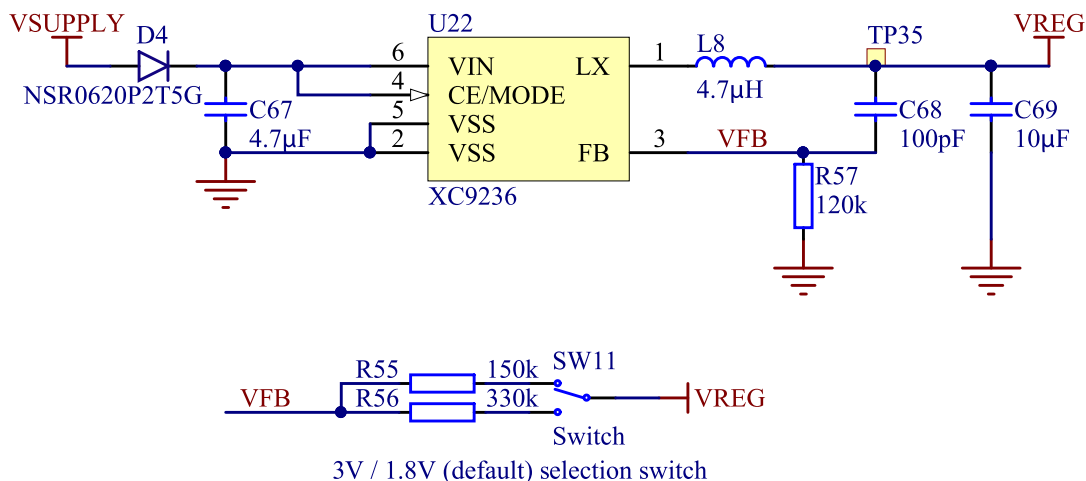 VSUPPLY
D4
NSR0620P2T5G
C67
4.7µF
U22
6
VIN
4
CE/MODE
5
VSS
2
VSS
LX
1
FB
3
XC9236
L8
4.7µH
TP35
VREG
VFB
C68
100pF
C69
10µF
R57
120k
VFB
R55
150k
R56
330k
SW11
Switch
VREG
3V / 1.8V (default) selection switch